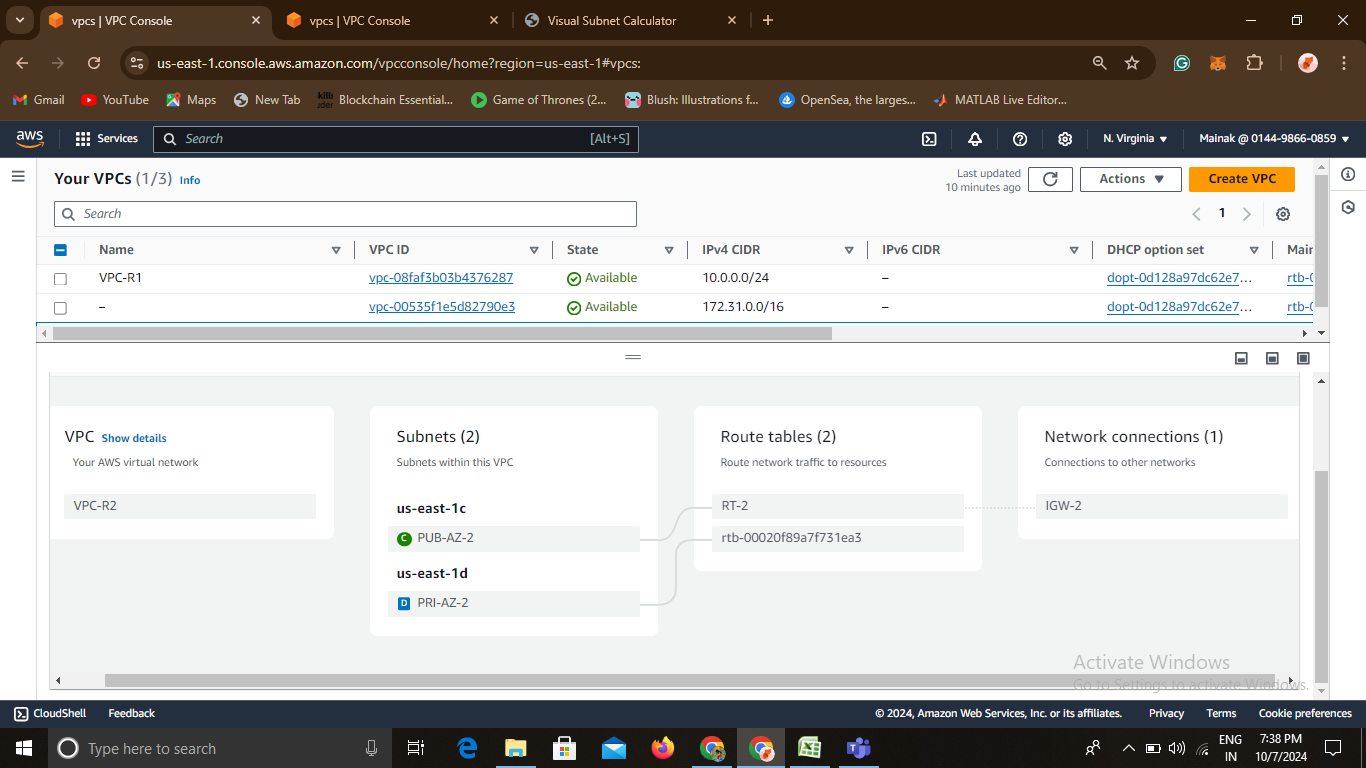 vpcs | VPC Console
vpcs | VPC Console
Visual Subnet Calculator
us-east-1.console.aws.amazon.com/vpcconsole/home?region=us-east-1#vpcs:
Gmail
YouTube
Maps
New Tab
Blockchain Essential...
Game of Thrones (2...
Blush: Illustrations f...
OpenSea, the larges...
MATLAB Live Editor...
aws
Services
Search
[Alt+S]
N. Virginia
Mainak @ 0144-9866-0859
Your VPCs (1/3) Info
Last updated
10 minutes ago
Actions
Create VPC
Search
1
Name VPC ID State IPv4 CIDR IPv6 CIDR DHCP option set Main
VPC-R1 vpc-08faf3b03b4376287 Available 10.0.0.0/24 – dopt-0d128a97dc62e7... rtb-0
– vpc-00535f1e5d82790e3 Available 172.31.0.0/16 – dopt-0d128a97dc62e7... rtb-0
VPC Show details
Your AWS virtual network
VPC-R2
Subnets (2)
Subnets within this VPC
us-east-1c
C PUB-AZ-2
us-east-1d
D PRI-AZ-2
Route tables (2)
Route network traffic to resources
RT-2
rtb-00020f89a7f731ea3
Network connections (1)
Connections to other networks
IGW-2
Activate Windows
Go to Settings to activate Windows.
CloudShell
Feedback
© 2024, Amazon Web Services, Inc. or its affiliates.
Privacy
Terms
Cookie preferences
Type here to search
ENG
IN
7:38 PM
10/7/2024